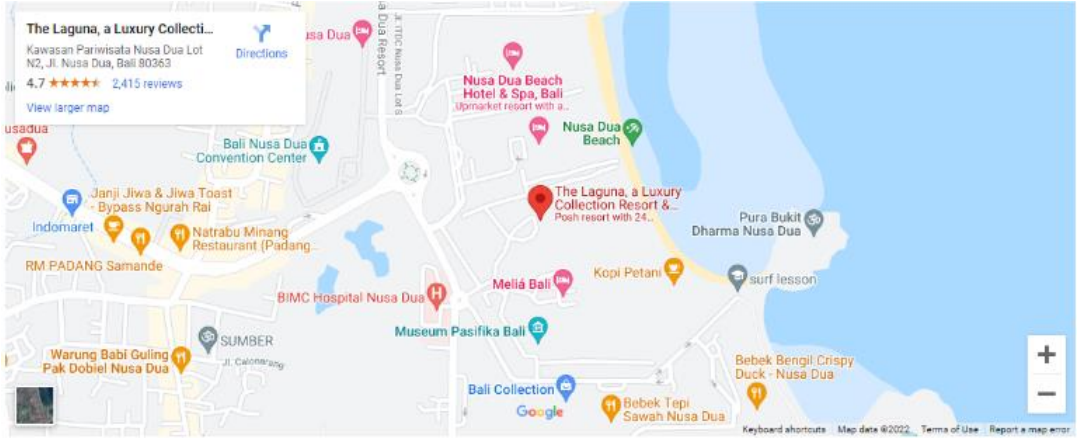 The Laguna, a Luxury Collecti...
Kawasan Pariwisata Nusa Dua Lot
N2, Jl. Nusa Dua, Bali 80363
4.7
2,415 reviews
View larger map
Directions
usa Dua
a Dua Resort
Jl. ITDC Nusa Dua Lot S
Nusa Dua Beach
Hotel & Spa, Bali
Upmarket resort with a...
Nusa Dua
Beach
usadua
Bali Nusa Dua
Convention Center
Janji Jiwa & Jiwa Toast
- Bypass Ngurah Rai
Indomaret
Natrabu Minang
Restaurant (Padang...
RM PADANG Samande
The Laguna, a Luxury
Collection Resort &...
Posh resort with 24...
Pura Bukit
Dharma Nusa Dua
Kopi Petani
surf lesson
Meliá Bali
BIMC Hospital Nusa Dua
H
Museum Pasifika Bali
SUMBER
Jl. Calonarang
Warung Babi Guling
Pak Dobiel Nusa Dua
Bebek Bengil Crispy
Duck - Nusa Dua
Bali Collection
Google
Bebek Tepi
Sawah Nusa Dua
+
−
Keyboard shortcuts
Map data ©2022
Terms of Use
Report a map error